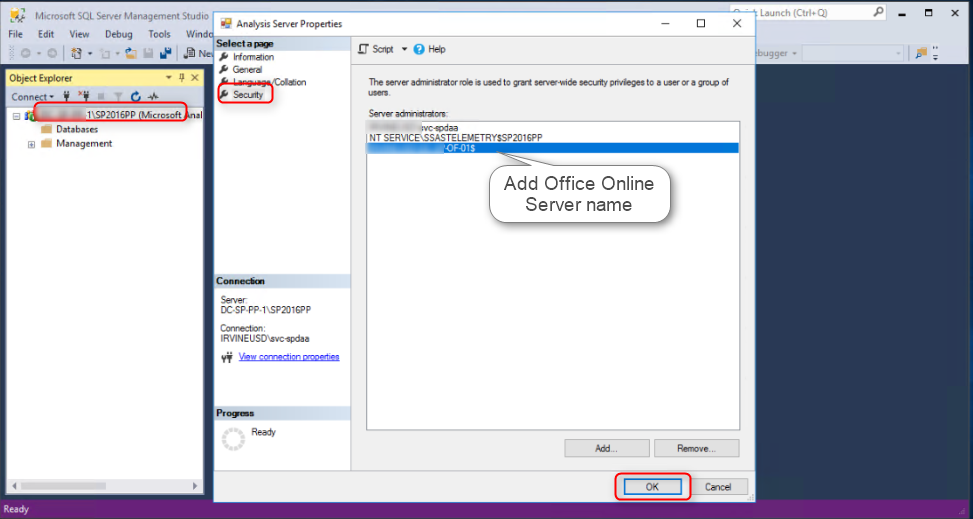 Microsoft SQL Server Management Studio
Quick Launch (Ctrl+Q)
File Edit View Debug Tools Windo
New
bugger
Object Explorer
Connect
1\SP2016PP (Microsoft Anal
Databases
Management
Analysis Server Properties
Select a page
Information
General
Language/Collation
Security
Script Help
The server administrator role is used to grant server-wide security privileges to a user or a group of
users.
Server administrators:
svc-spdaa
NT SERVICE\SSASTELEMETRY$SP2016PP
-OF-01$
Add Office Online
Server name
Connection
Server:
DC-SP-PP-1\SP2016PP
Connection:
IRVINEUSD\svc-spdaa
View connection properties
Progress
Ready
Add... Remove...
OK Cancel
Ready